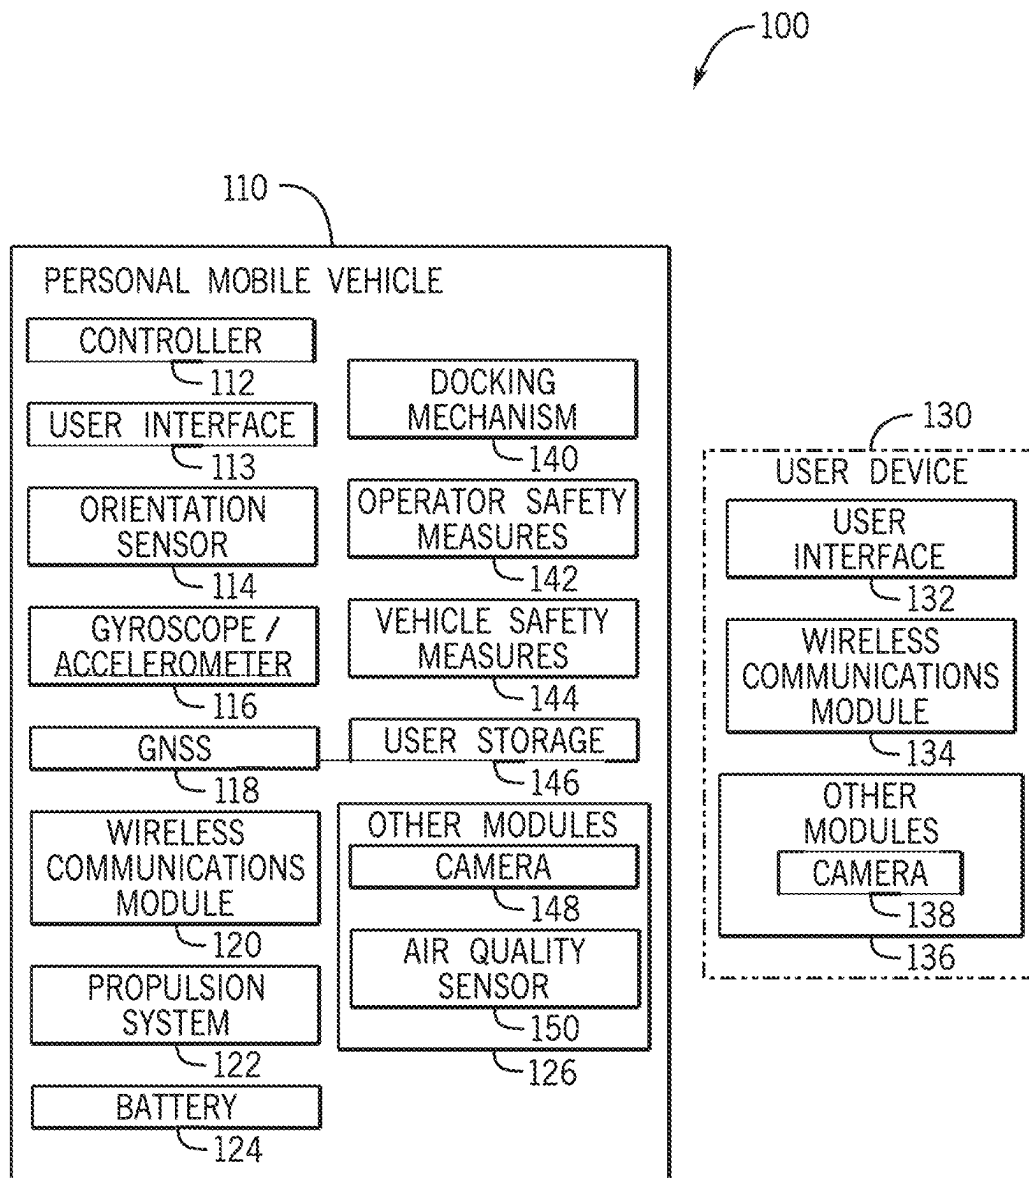 100
110
PERSONAL MOBILE VEHICLE
CONTROLLER
112
USER INTERFACE
113
ORIENTATION
SENSOR
114
GYROSCOPE /
ACCELEROMETER
116
GNSS
118
WIRELESS
COMMUNICATIONS
MODULE
120
PROPULSION
SYSTEM
122
BATTERY
124
DOCKING
MECHANISM
140
OPERATOR SAFETY
MEASURES
142
VEHICLE SAFETY
MEASURES
144
USER STORAGE
146
OTHER MODULES
CAMERA
148
AIR QUALITY
SENSOR
150
126
130
USER DEVICE
USER
INTERFACE
132
WIRELESS
COMMUNICATIONS
MODULE
134
OTHER
MODULES
CAMERA
138
136